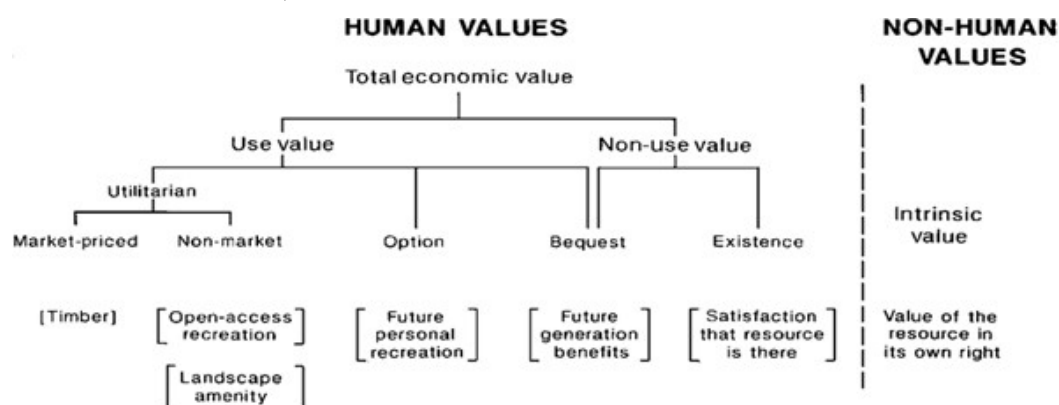 HUMAN VALUES
NON-HUMAN
VALUES
Total economic value
Use value
Non-use value
Utilitarian
Market-priced
Non-market
Option
Bequest
Existence
Intrinsic
value
[Timber]
[Open-access
recreation]
[Future
personal
recreation]
[Future
generation
benefits]
[Satisfaction
that resource
is there]
Value of the
resource in
its own right
[Landscape
amenity]